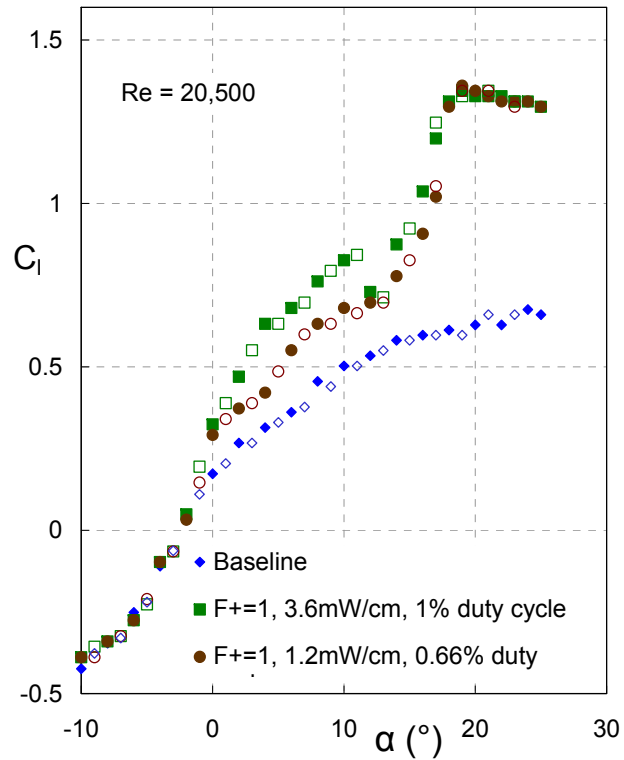 1.5
Re = 20,500
1
Cl
0.5
0
Baseline
F+=1, 3.6mW/cm, 1% duty cycle
F+=1, 1.2mW/cm, 0.66% duty
-0.5
-10 0 10 20 30
α (°)